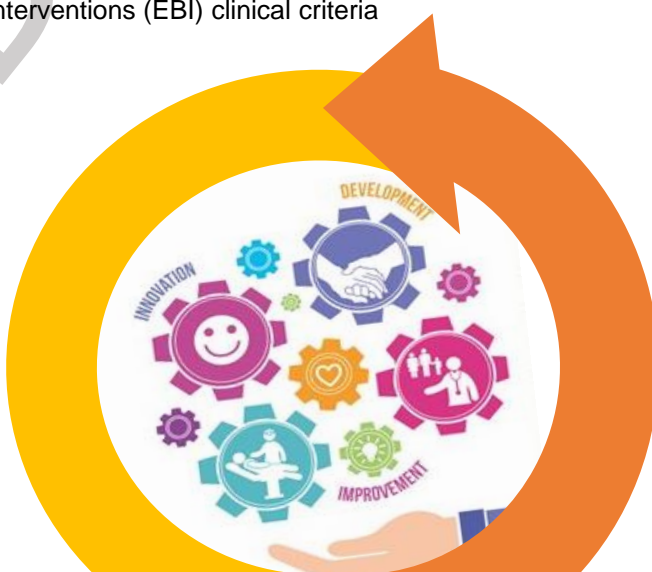 nterventions (EBI) clinical criteria
DEVELOPMENT
INNOVATION
IMPROVEMENT